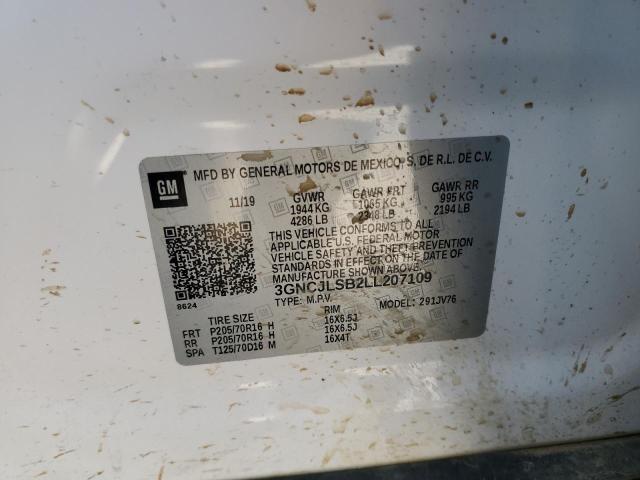 GM
MFD BY GENERAL MOTORS DE MEXICO, S. DE R.L. DE C.V.
11/19 GVWR GAWR FRT GAWR RR
1944 KG 1065 KG 995 KG
4286 LB 2348 LB 2194 LB
THIS VEHICLE CONFORMS TO ALL
APPLICABLE U.S. FEDERAL MOTOR
VEHICLE SAFETY AND THEFT PREVENTION
STANDARDS IN EFFECT ON THE DATE OF
MANUFACTURE SHOWN ABOVE.
3GNCJLSB2LL207109
8624 TYPE: M.P.V. MODEL: 291JV76
TIRE SIZE RIM
FRT P205/70R16 H 16X6.5J
RR P205/70R16 H 16X6.5J
SPA T125/70D16 M 16X4T